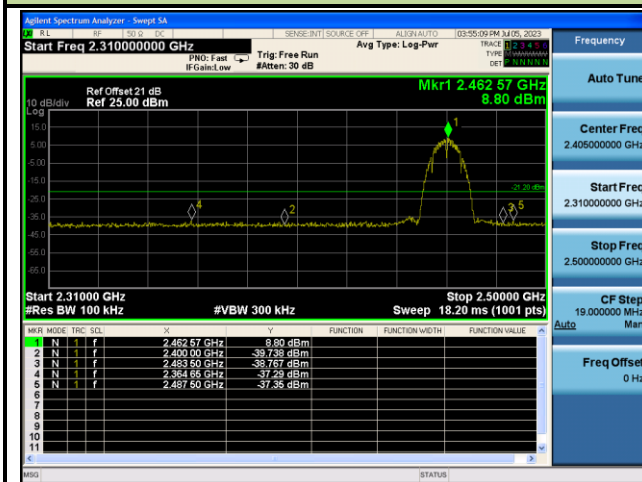 Agilent Spectrum Analyzer - Swept SA
RL RF 50 Ω DC SENSE:INT SOURCE OFF ALIGN AUTO 03:55:09 PM Jul 05, 2023
Start Freq 2.310000000 GHz
PNO: Fast
IFGain:Low
Trig: Free Run
#Atten: 30 dB
Avg Type: Log-Pwr
TRACE 1 2 3 4 5 6
TYPE M
DET P N N N N N
Ref Offset 21 dB
Ref 25.00 dBm
10 dB/div
Log
Mkr1 2.462 57 GHz
8.80 dBm
15.0
5.00
-5.00
-15.0
-25.0
-35.0
-45.0
-55.0
-65.0
-21.20 dBm
1
4
2
3
5
Start 2.31000 GHz
Stop 2.50000 GHz
#Res BW 100 kHz
#VBW 300 kHz
Sweep 18.20 ms (1001 pts)
MKR MODE TRC SCL X Y FUNCTION FUNCTION WIDTH FUNCTION VALUE
1 N 1 f 2.462 57 GHz 8.80 dBm
2 N 1 f 2.400 00 GHz -39.738 dBm
3 N 1 f 2.483 50 GHz -38.767 dBm
4 N 1 f 2.364 65 GHz -37.29 dBm
5 N 1 f 2.487 50 GHz -37.35 dBm
6
7
8
9
10
11
MSG
STATUS
Frequency
Auto Tune
Center Freq
2.405000000 GHz
Start Freq
2.310000000 GHz
Stop Freq
2.500000000 GHz
CF Step
19.000000 MHz
Auto Man
Freq Offset
0 Hz